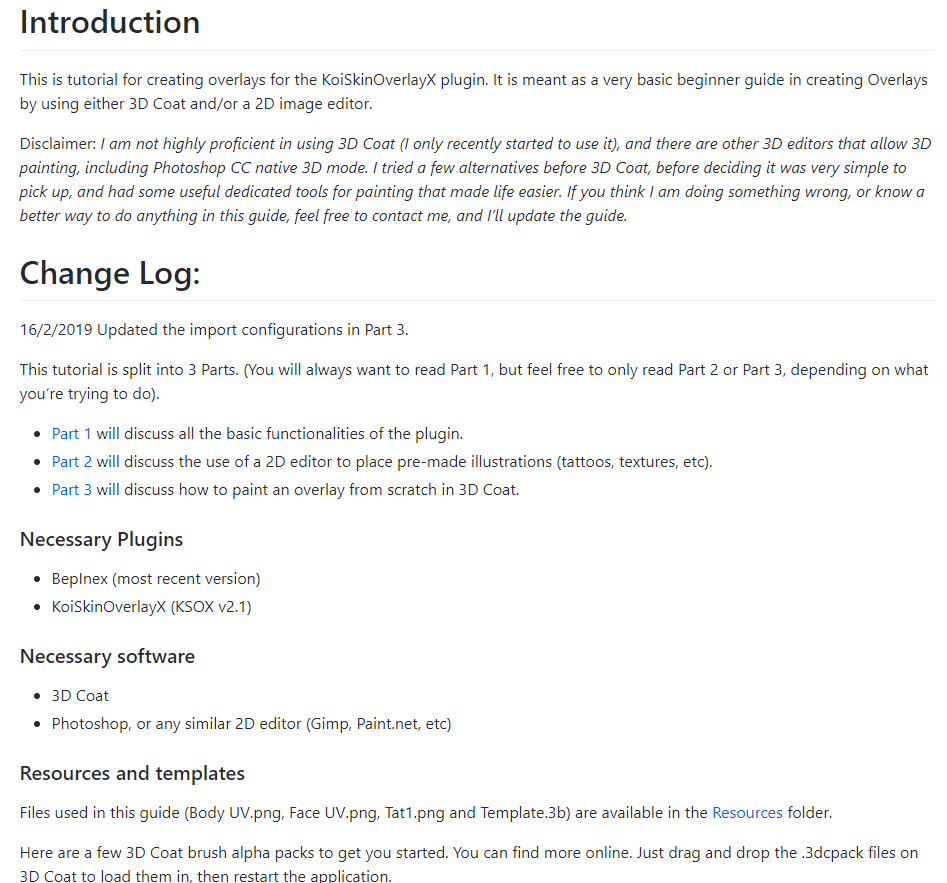 Introduction
This is tutorial for creating overlays for the KoiSkinOverlayX plugin. It is meant as a very basic beginner guide in creating Overlays
by using either 3D Coat and/or a 2D image editor.
Disclaimer: I am not highly proficient in using 3D Coat (I only recently started to use it), and there are other 3D editors that allow 3D
painting, including Photoshop CC native 3D mode. I tried a few alternatives before 3D Coat, before deciding it was very simple to
pick up, and had some useful dedicated tools for painting that made life easier. If you think I am doing something wrong, or know a
better way to do anything in this guide, feel free to contact me, and I'll update the guide.
Change Log:
16/2/2019 Updated the import configurations in Part 3.
This tutorial is split into 3 Parts. (You will always want to read Part 1, but feel free to only read Part 2 or Part 3, depending on what
you're trying to do).
• Part 1 will discuss all the basic functionalities of the plugin.
• Part 2 will discuss the use of a 2D editor to place pre-made illustrations (tattoos, textures, etc).
• Part 3 will discuss how to paint an overlay from scratch in 3D Coat.
Necessary Plugins
• BepInex (most recent version)
• KoiSkinOverlayX (KSOX v2.1)
Necessary software
• 3D Coat
• Photoshop, or any similar 2D editor (Gimp, Paint.net, etc)
Resources and templates
Files used in this guide (Body UV.png, Face UV.png, Tat1.png and Template.3b) are available in the Resources folder.
Here are a few 3D Coat brush alpha packs to get you started. You can find more online. Just drag and drop the .3dcpack files on
3D Coat to load them in, then restart the application.